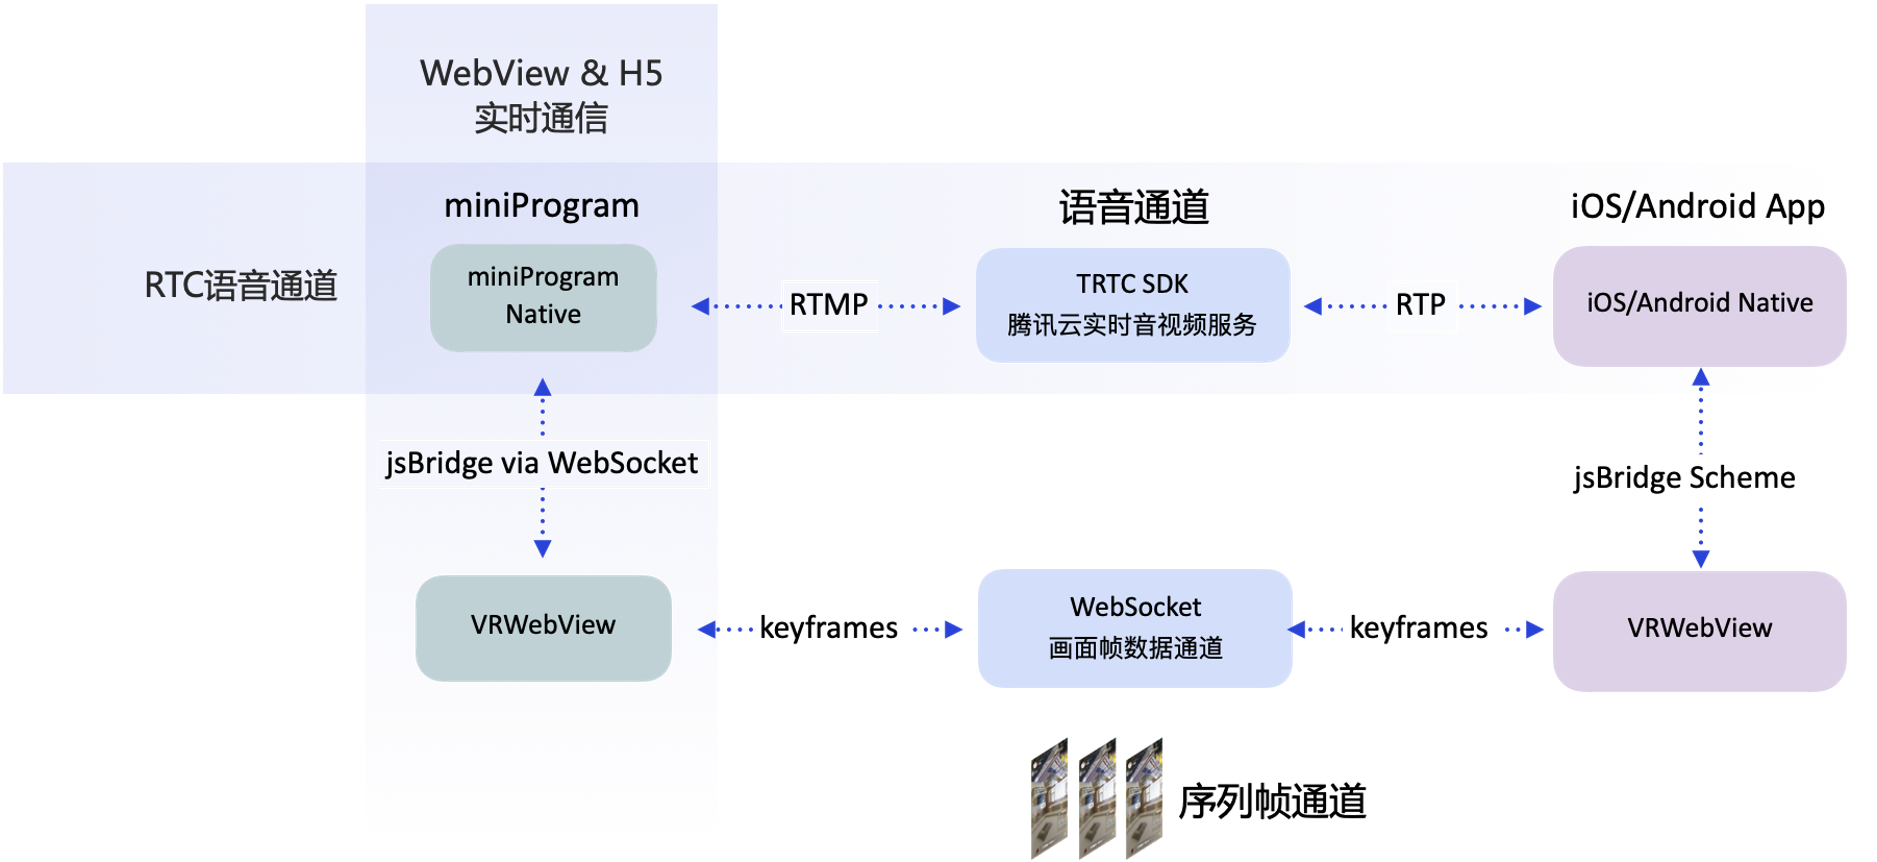 WebView & H5
实时通信
RTC语音通道
miniProgram
miniProgram
Native
RTMP
语音通道
TRTC SDK
腾讯云实时音视频服务
RTP
iOS/Android App
iOS/Android Native
jsBridge via WebSocket
jsBridge Scheme
VRWebView
keyframes
WebSocket
画面帧数据通道
keyframes
VRWebView
序列帧通道